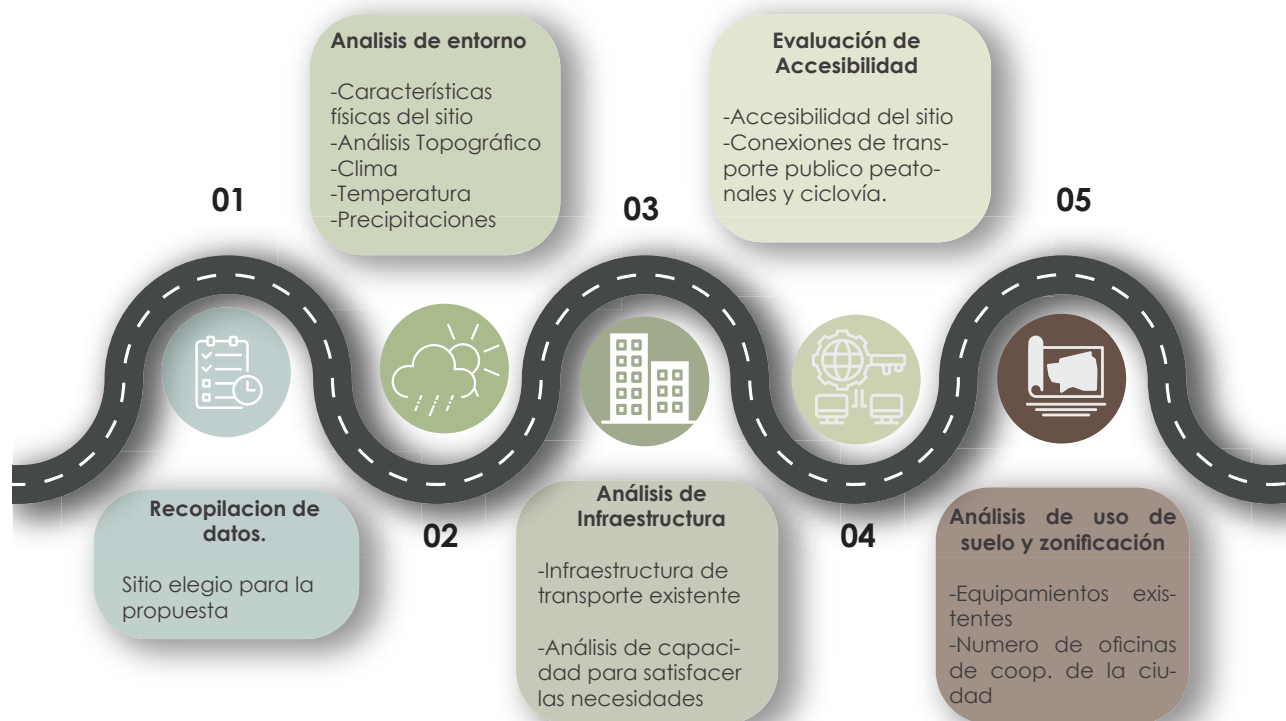 01
Recopilacion de
datos.
Sitio elegio para la
propuesta
02
Analisis de entorno
-Características
físicas del sitio
-Análisis Topográfico
-Clima
-Temperatura
-Precipitaciones
03
Análisis de
Infraestructura
-Infraestructura de
transporte existente
-Análisis de capaci-
dad para satisfacer
las necesidades
04
Evaluación de
Accesibilidad
-Accesibilidad del sitio
-Conexiones de trans-
porte publico peato-
nales y ciclovía.
05
Análisis de uso de
suelo y zonificación
-Equipamientos exis-
tentes
-Numero de oficinas
de coop. de la ciu-
dad